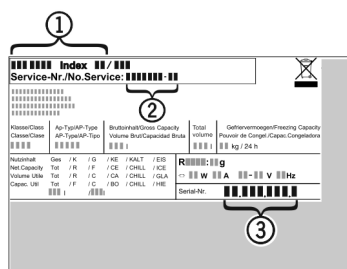 1
Index /
Service-Nr./No.Service: -
2
Klasse/Class Ap-Typ/AP-Type Bruttoinhalt/Gross Capacity Total Gefriervermoegen/Freezing Capacity
Classe/Clase AP-Type/AP-Tipo Volume Brut/Capacidad Bruta volume Pouvoir de Congel./Capac.Congeladora
l l kg / 24 h
Nutzinhalt Ges / K / G / KE / KALT / EIS
Net.Capacity Tot / R / F / CE / CHILL / ICE
Volume Utile Tot / R / C / CA / CHILL / GLA
Capac. Util Tot / F / C / BO / CHILL / HIE
l / l
R : g
W A - V Hz
Serial-Nr. . . .
3